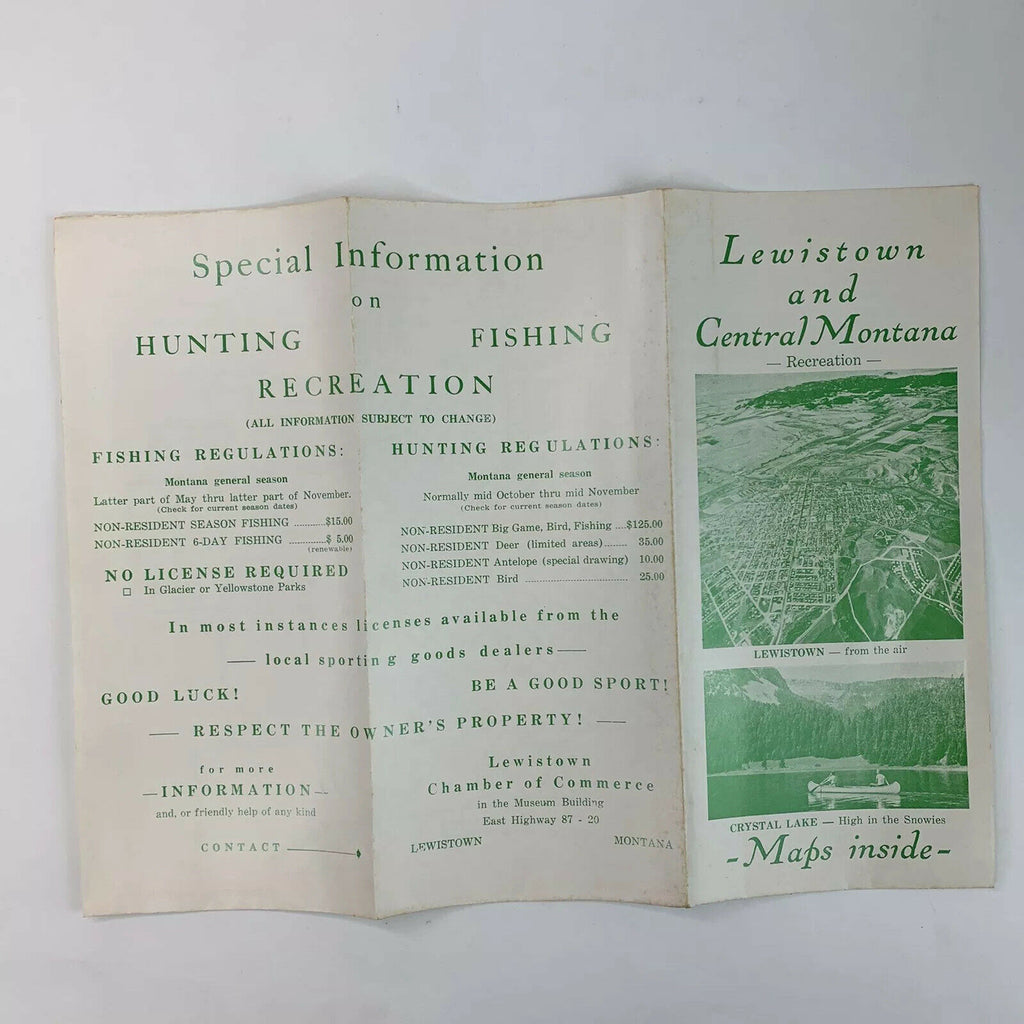 Special Information
on
HUNTING FISHING
RECREATION
(ALL INFORMATION SUBJECT TO CHANGE)
FISHING REGULATIONS:
Montana general season
Latter part of May thru latter part of November.
(Check for current season dates)
NON-RESIDENT SEASON FISHING ............$15.00
NON-RESIDENT 6-DAY FISHING ............$ 5.00
(renewable)
NO LICENSE REQUIRED
□ In Glacier or Yellowstone Parks
HUNTING REGULATIONS:
Montana general season
Normally mid October thru mid November
(Check for current season dates)
NON-RESIDENT Big Game, Bird, Fishing ....$125.00
NON-RESIDENT Deer (limited areas)........ 35.00
NON-RESIDENT Antelope (special drawing) 10.00
NON-RESIDENT Bird .................................... 25.00
In most instances licenses available from the
— local sporting goods dealers —
GOOD LUCK! BE A GOOD SPORT!
— RESPECT THE OWNER'S PROPERTY! —
for more
— INFORMATION —
and, or friendly help of any kind
CONTACT
Lewistown
Chamber of Commerce
in the Museum Building
East Highway 87 - 20
LEWISTOWN MONTANA
Lewistown
and
Central Montana
— Recreation —
LEWISTOWN — from the air
CRYSTAL LAKE — High in the Snowies
- Maps inside -